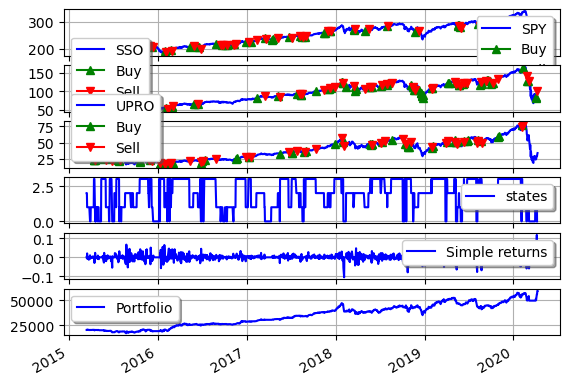 300
200
SPY
Buy
SSO
Buy
Sell
150
100
50
UPRO
Buy
Sell
75
50
25
2.5
0.0
states
0.1
0.0
−0.1
Simple returns
50000
25000
Portfolio
2015 2016 2017 2018 2019 2020